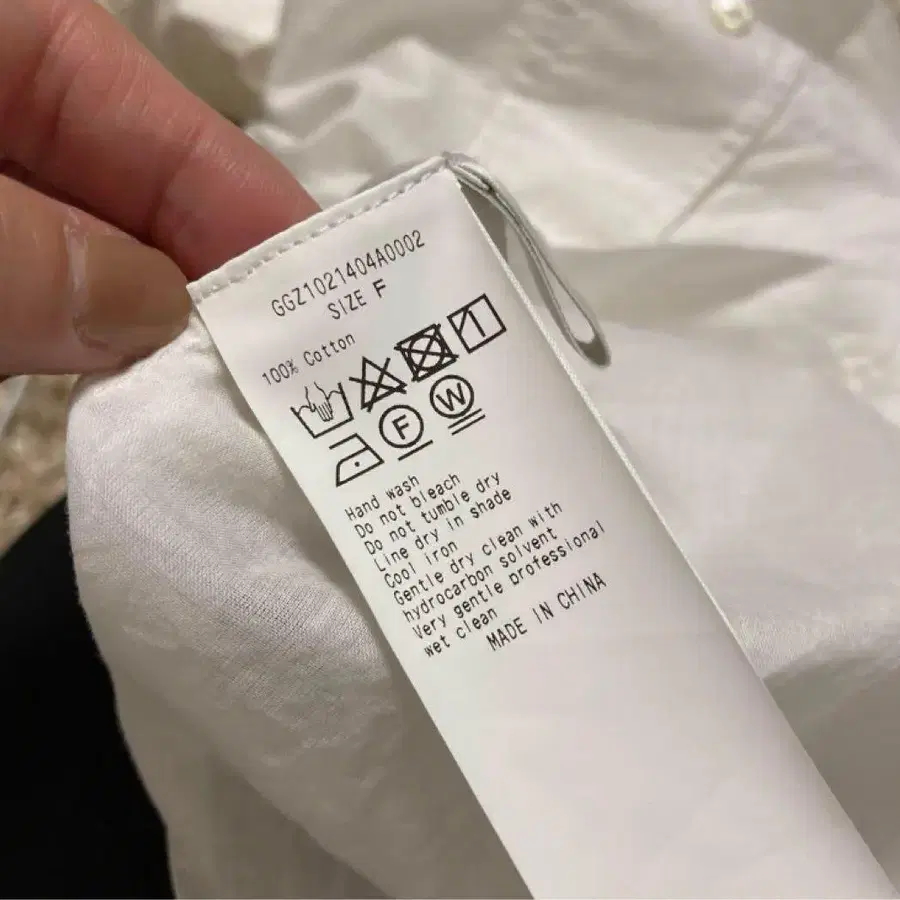 GGZ1021404A0002
SIZE F
100% Cotton
F W
Hand wash
Do not bleach
Do not tumble dry
Line dry in shade
Cool iron
Gentle dry clean with
hydrocarbon solvent
Very gentle professional
wet clean
MADE IN CHINA